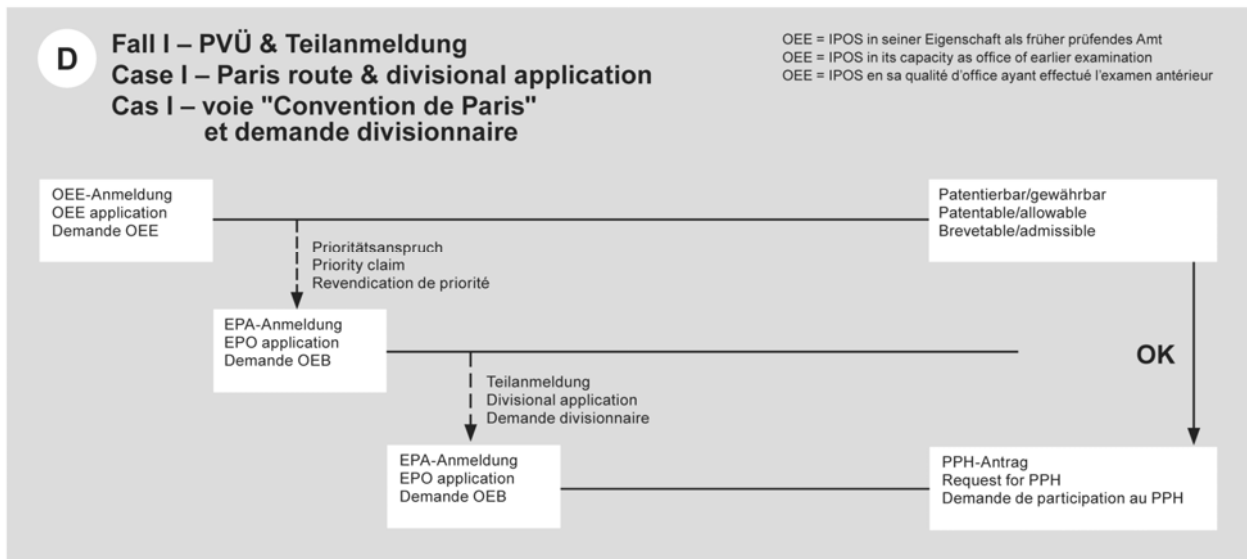 D
Fall I – PVÜ & Teilanmeldung
Case I – Paris route & divisional application
Cas I – voie "Convention de Paris"
et demande divisionnaire
OEE = IPOS in seiner Eigenschaft als früher prüfendes Amt
OEE = IPOS in its capacity as office of earlier examination
OEE = IPOS en sa qualité d'office ayant effectué l'examen antérieur
OEE-Anmeldung
OEE application
Demande OEE
Patentierbar/gewährbar
Patentable/allowable
Brevetable/admissible
Prioritätsanspruch
Priority claim
Revendication de priorité
EPA-Anmeldung
EPO application
Demande OEB
OK
Teilanmeldung
Divisional application
Demande divisionnaire
EPA-Anmeldung
EPO application
Demande OEB
PPH-Antrag
Request for PPH
Demande de participation au PPH